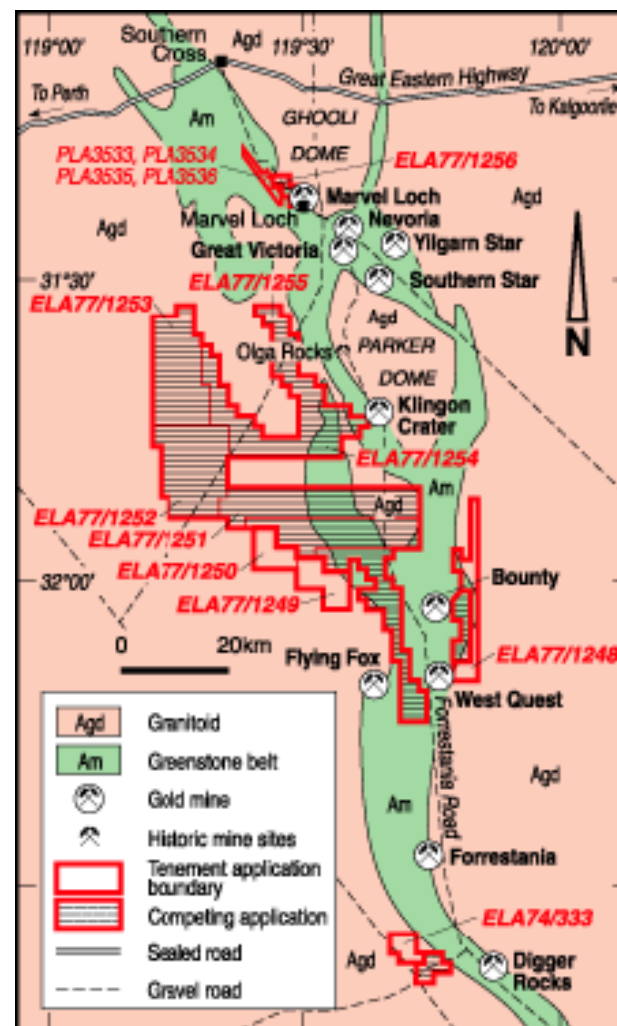 119°00'
119°30'
120°00'
Southern
Cross
Agd
Great Eastern Highway
To Perth
To Kalgoorlie
Am
GHOOLI
DOME
PLA3533, PLA3534
PLA3535, PLA3536
ELA77/1256
Marvel Loch
Marvel Loch
Nevoria
Agd
Agd
Great Victoria
Yilgarn Star
31°30'
ELA77/1255
Southern Star
ELA77/1253
Agd
N
Olga Rocks
PARKER
DOME
Klingon
Crater
ELA77/1254
Am
Agd
ELA77/1252
ELA77/1251
ELA77/1250
32°00'
Bounty
ELA77/1249
0
20km
Flying Fox
ELA77/1248
West Quest
Forrestania Road
Agd
Granitoid
Am
Greenstone belt
Gold mine
Historic mine sites
Tenement application
boundary
Competing application
Sealed road
Gravel road
Agd
Am
Forrestania
ELA74/333
Agd
Digger
Rocks